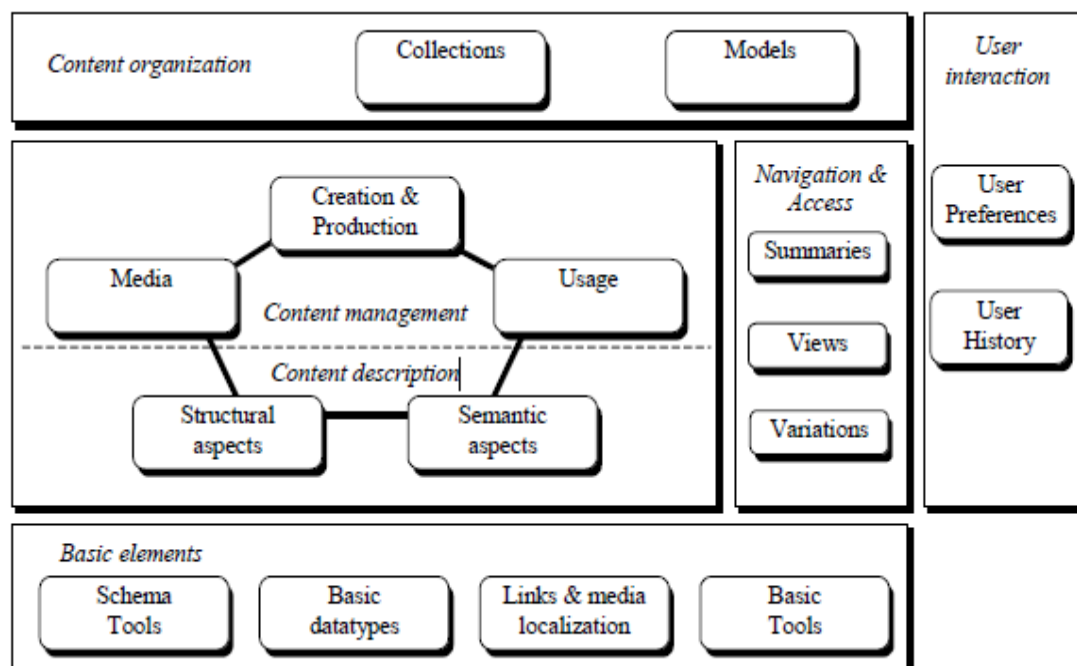 Content organization
Collections
Models
User
interaction
Creation &
Production
Media
Usage
Content management
Content description
Structural
aspects
Semantic
aspects
Navigation &
Access
Summaries
Views
Variations
User
Preferences
User
History
Basic elements
Schema
Tools
Basic
datatypes
Links & media
localization
Basic
Tools